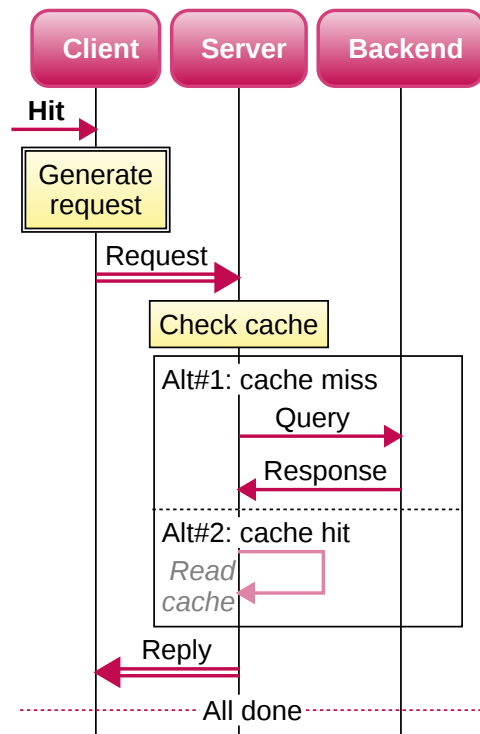 Client Server Backend
Hit
Generate
request
Request
Check cache
Alt#1: cache miss
Query
Response
Alt#2: cache hit
Read
cache
Reply
All done